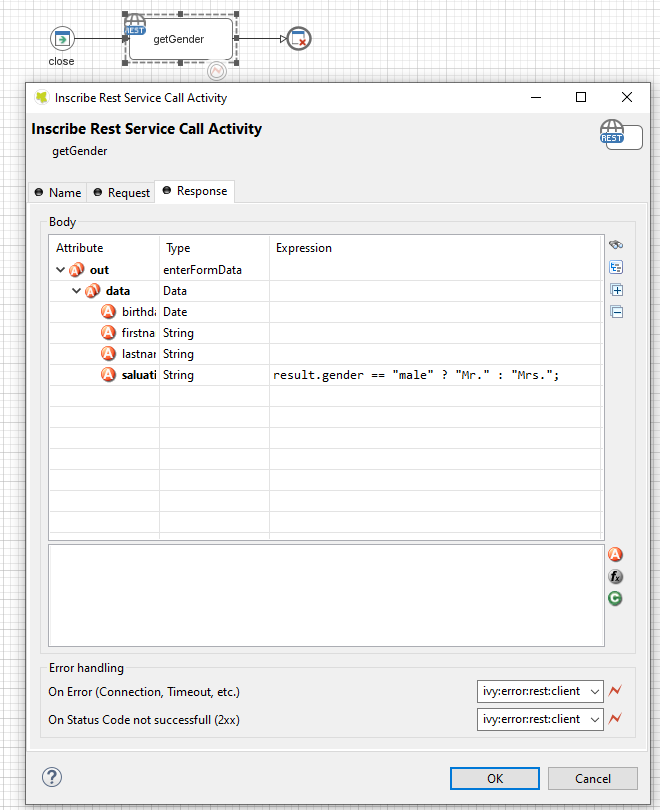 REST
getGender
close
Inscribe Rest Service Call Activity
Inscribe Rest Service Call Activity
getGender
REST
Name Request Response
Body
Attribute Type Expression
out enterFormData
data Data
birthda Date
firstna String
lastnar String
saluati String result.gender == "male" ? "Mr." : "Mrs.";
Error handling
On Error (Connection, Timeout, etc.) ivy:error:rest:client
On Status Code not successfull (2xx) ivy:error:rest:client
OK Cancel